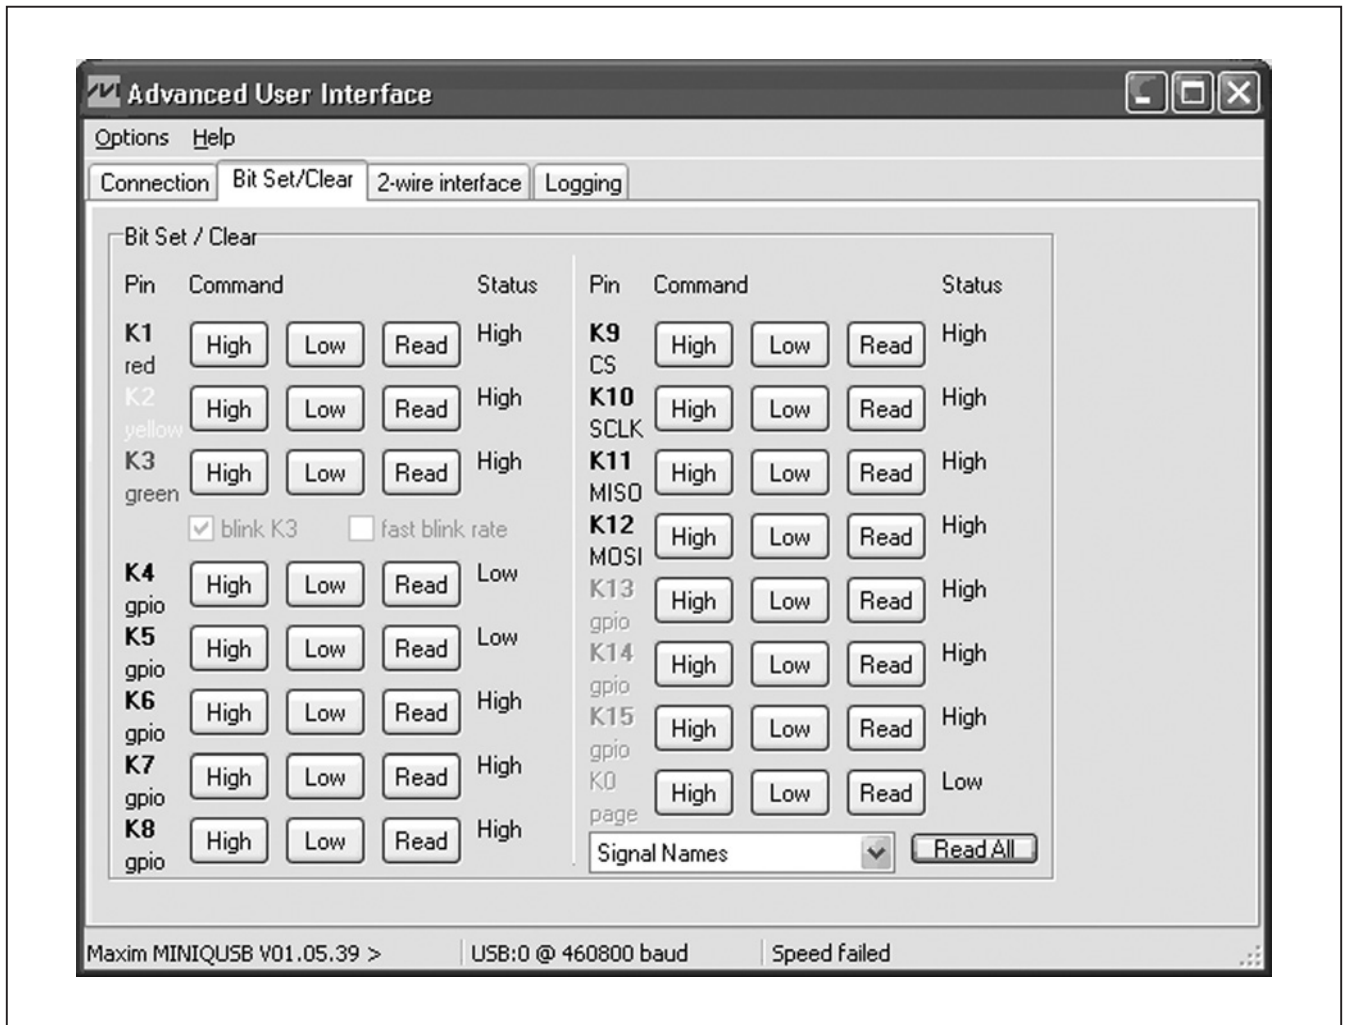 Advanced User Interface
Options Help
Connection Bit Set/Clear 2-wire interface Logging
Bit Set / Clear
Pin Command Status Pin Command Status
K1 High Low Read High K9 High Low Read High
red CS
K2 High Low Read High K10 High Low Read High
yellow SCLK
K3 High Low Read High K11 High Low Read High
green MISO
blink K3 fast blink rate K12 High Low Read High
MOSI
K4 High Low Read Low K13 High Low Read High
gpio gpio
K5 High Low Read Low K14 High Low Read High
gpio gpio
K6 High Low Read High K15 High Low Read High
gpio gpio
K7 High Low Read High K0 High Low Read Low
gpio page
K8 High Low Read High Signal Names Read All
gpio
Maxim MINIQUSB V01.05.39 > USB:0 @ 460800 baud Speed failed